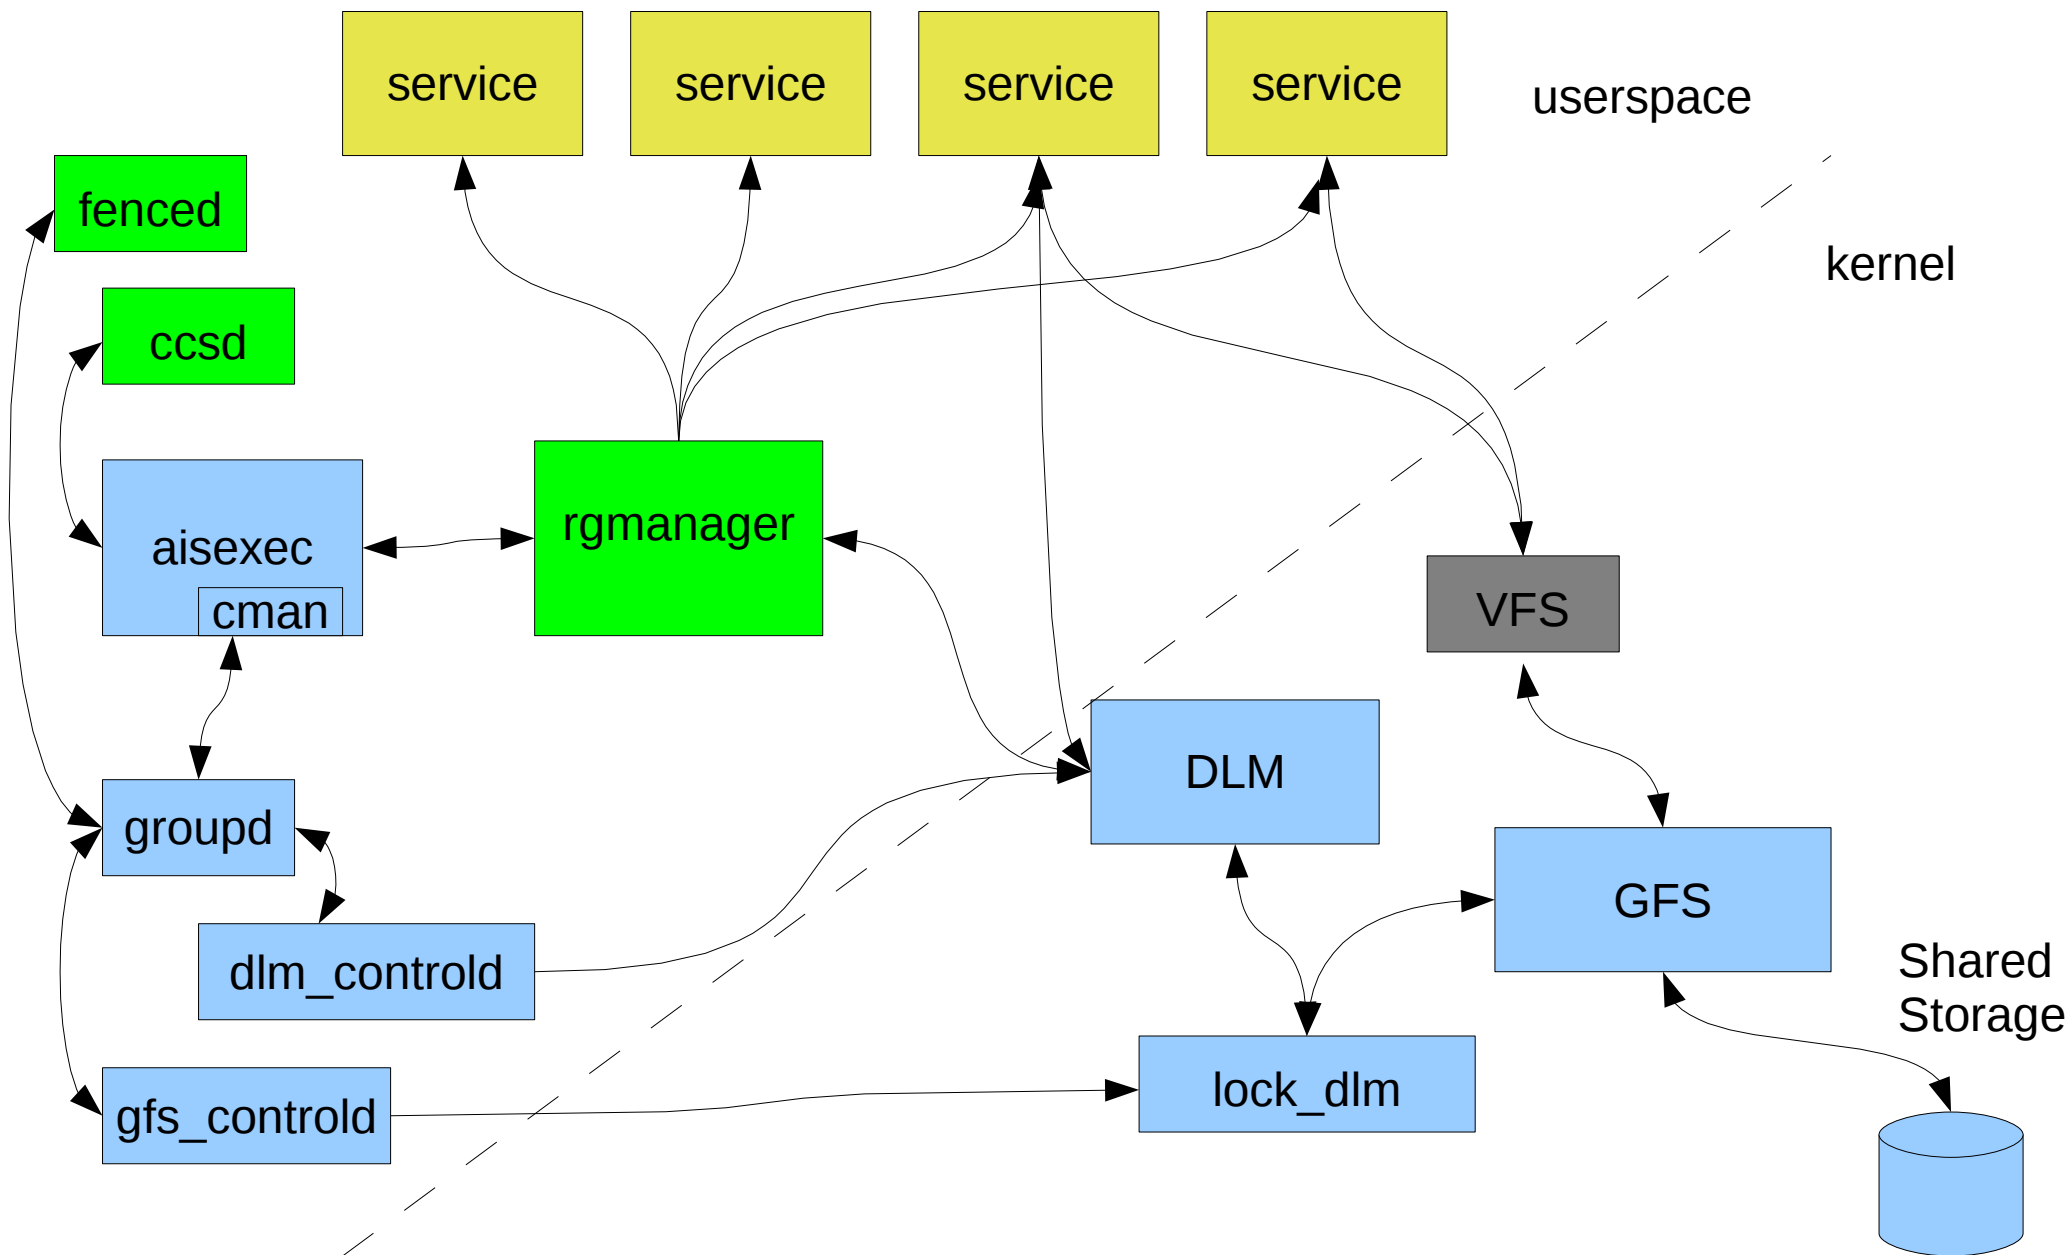 service
service
service
service
userspace
fenced
kernel
ccsd
rgmanager
aisexec
cman
VFS
DLM
groupd
GFS
dlm_controld
Shared
Storage
lock_dlm
gfs_controld